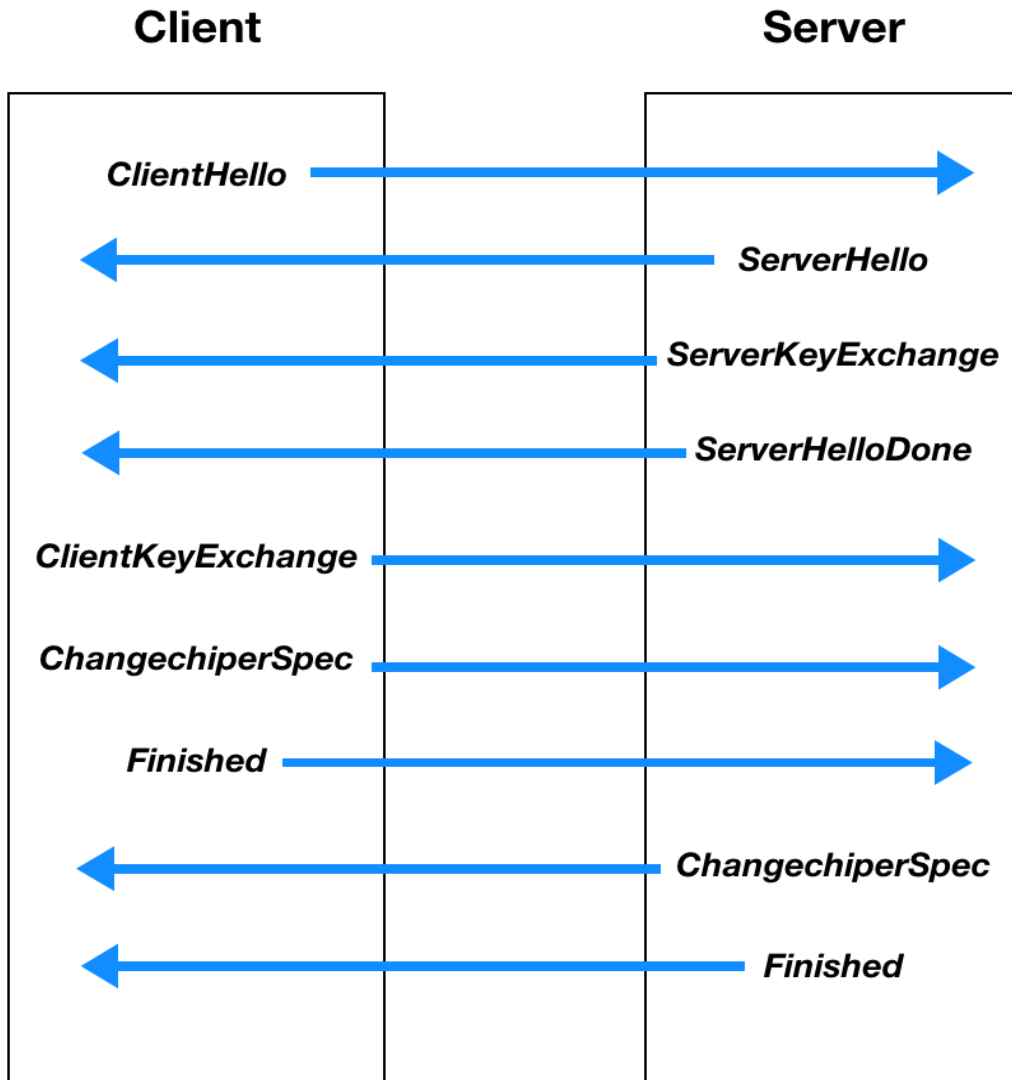 Client
Server
ClientHello
ServerHello
ServerKeyExchange
ServerHelloDone
ClientKeyExchange
ChangechiperSpec
Finished
ChangechiperSpec
Finished